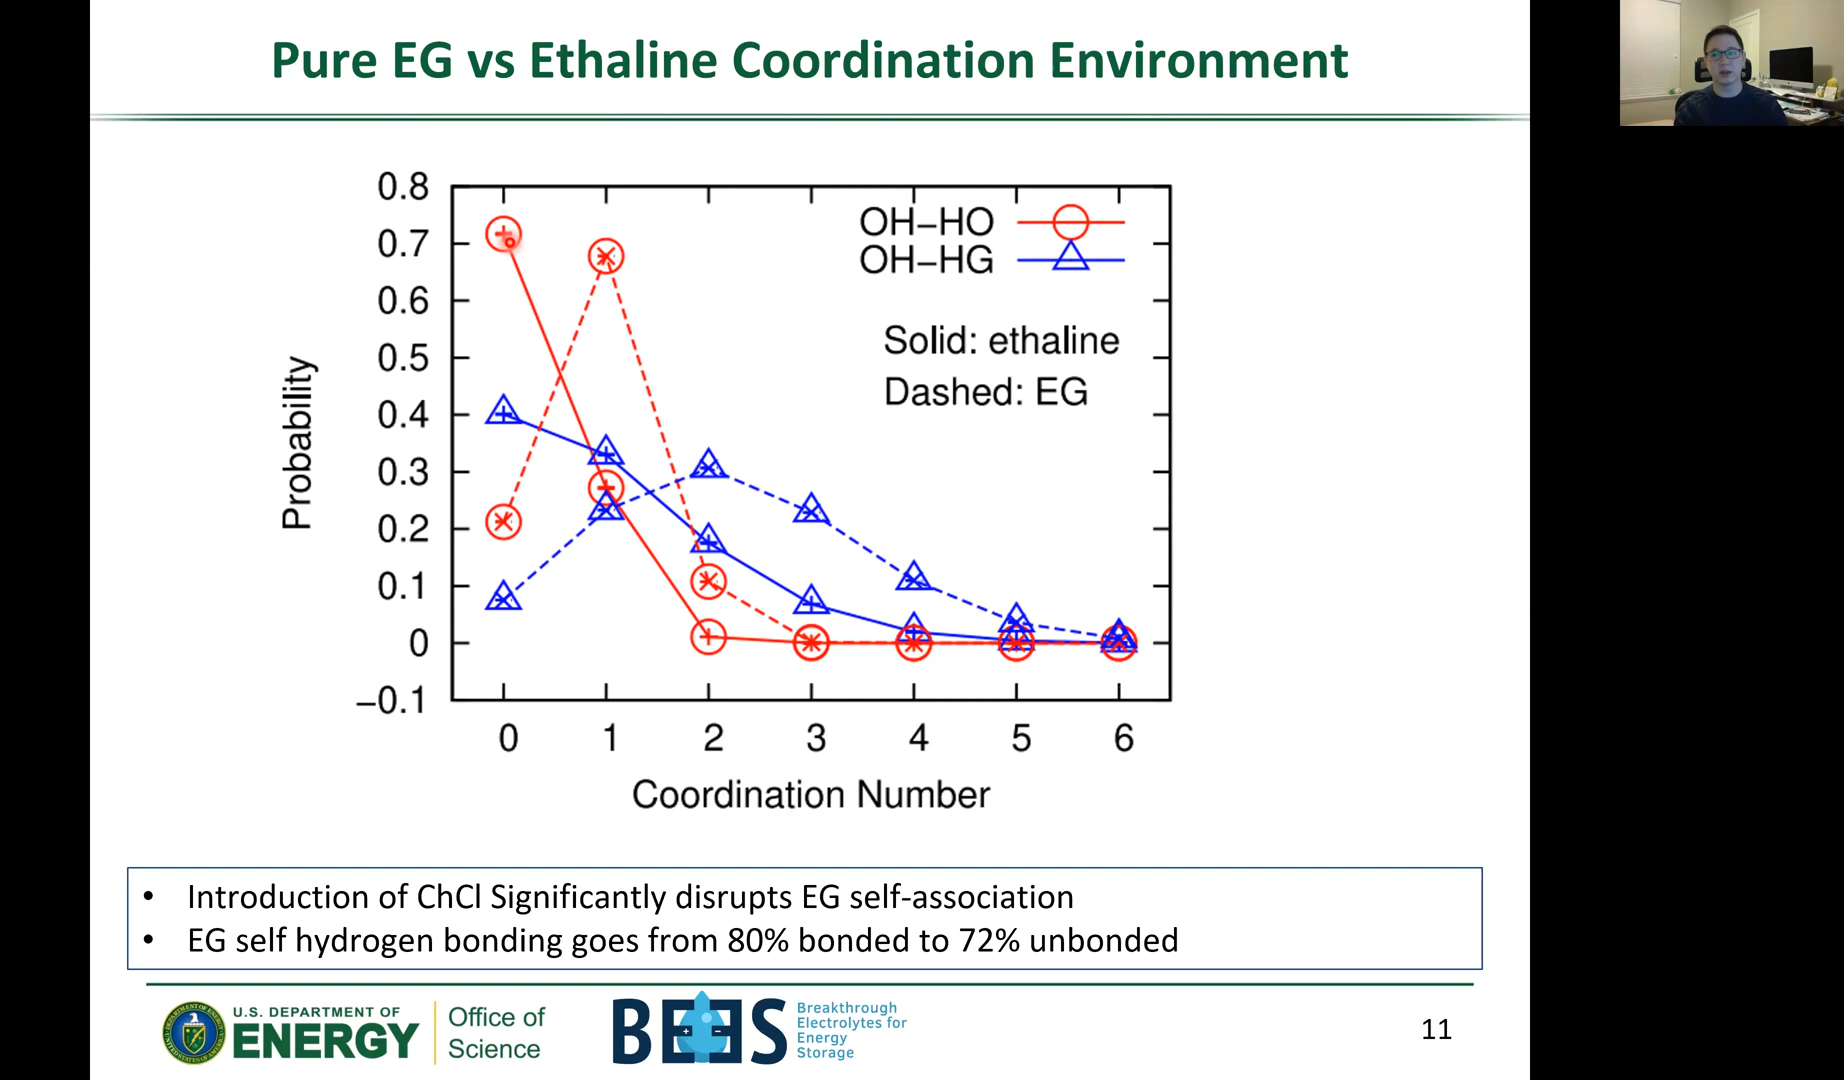 Pure EG vs Ethaline Coordination Environment
0.8
0.7
0.6
0.5
0.4
0.3
0.2
0.1
0
−0.1
Probability
OH−HO
OH−HG
Solid: ethaline
Dashed: EG
0 1 2 3 4 5 6
Coordination Number
• Introduction of ChCl Significantly disrupts EG self-association
• EG self hydrogen bonding goes from 80% bonded to 72% unbonded
U.S. DEPARTMENT OF
ENERGY
Office of
Science
BEES
Breakthrough
Electrolytes for
Energy
Storage
11